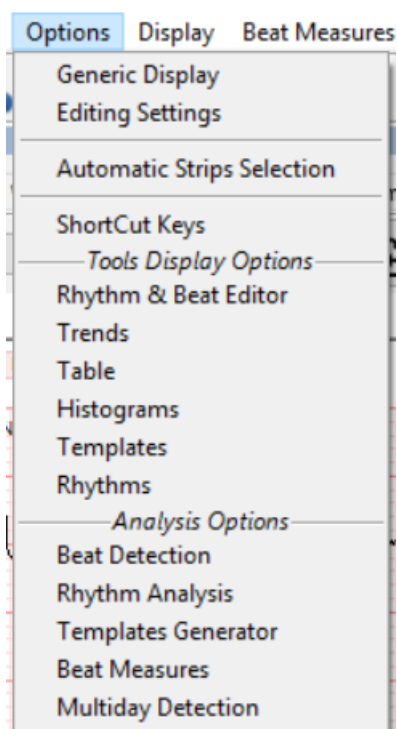 Options Display Beat Measures
Generic Display
Editing Settings
Automatic Strips Selection
ShortCut Keys
Tools Display Options
Rhythm & Beat Editor
Trends
Table
Histograms
Templates
Rhythms
Analysis Options
Beat Detection
Rhythm Analysis
Templates Generator
Beat Measures
Multiday Detection